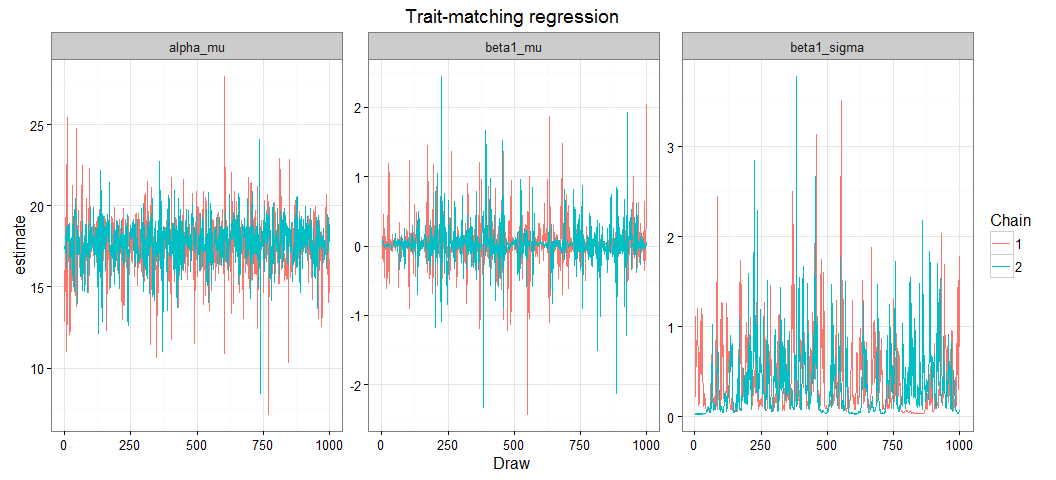 Trait-matching regression
alpha_mu
beta1_mu
beta1_sigma
estimate
25
20
15
10
2
1
0
-1
-2
3
2
1
0
0 250 500 750 1000
0 250 500 750 1000
0 250 500 750 1000
Draw
Chain
1
2